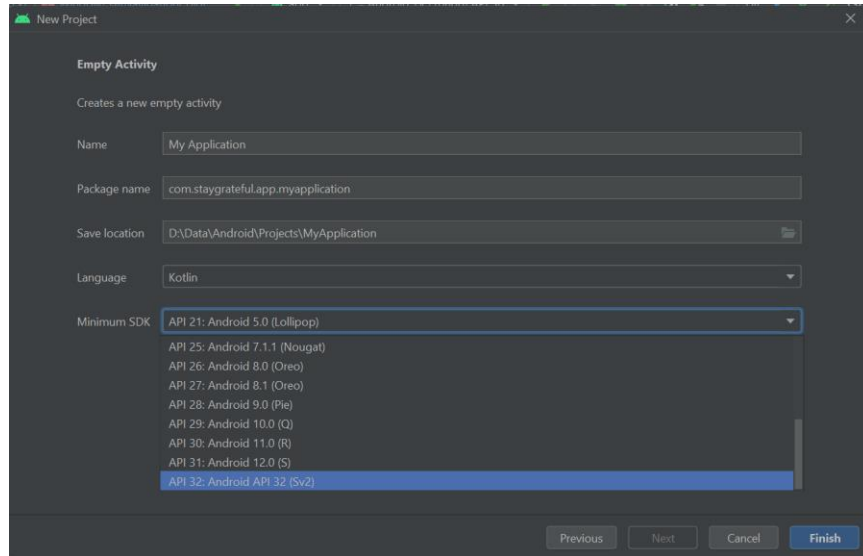 New Project
Empty Activity
Creates a new empty activity
Name My Application
Package name com.staygrateful.app.myapplication
Save location D:\Data\Android\Projects\MyApplication
Language Kotlin
Minimum SDK API 21: Android 5.0 (Lollipop)
API 25: Android 7.1.1 (Nougat)
API 26: Android 8.0 (Oreo)
API 27: Android 8.1 (Oreo)
API 28: Android 9.0 (Pie)
API 29: Android 10.0 (Q)
API 30: Android 11.0 (R)
API 31: Android 12.0 (S)
API 32: Android API 32 (Sv2)
Previous Next Cancel Finish